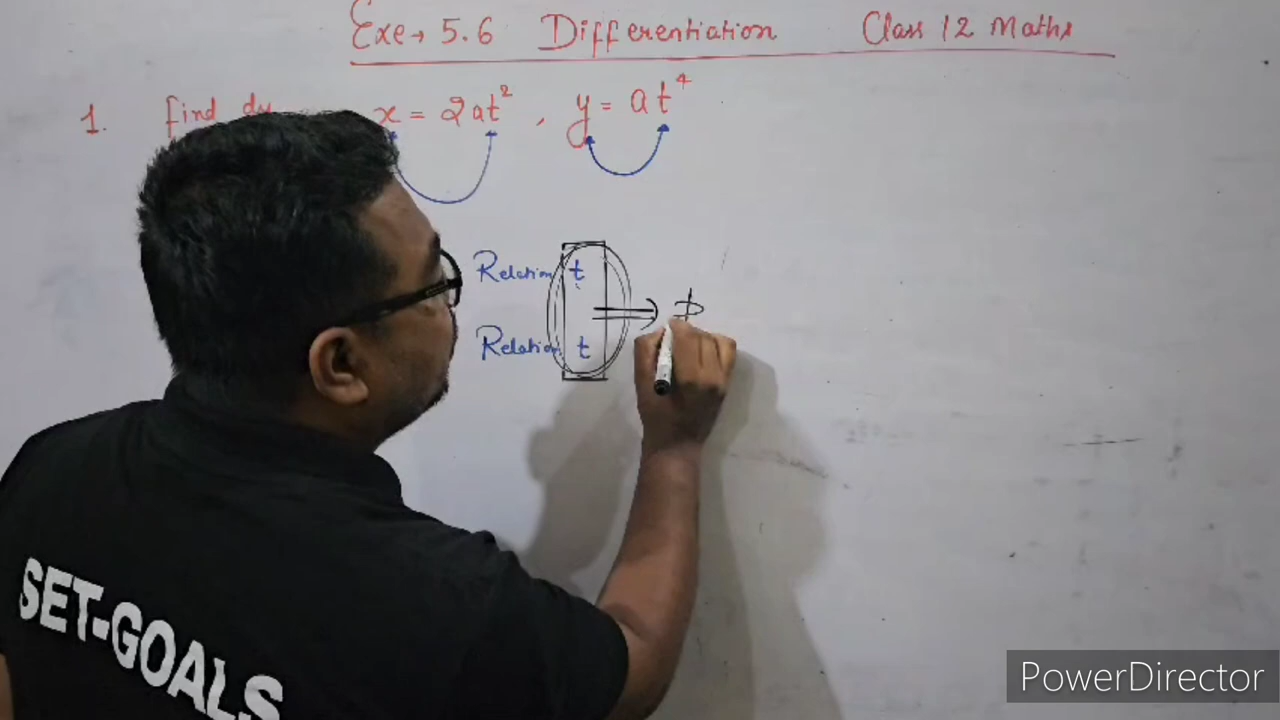 Exe→ 5.6 Differentiation Class 12 Maths
1. find dy x = 2at², y = at⁴
Relation t
Relation t
SET-GOALS
PowerDirector